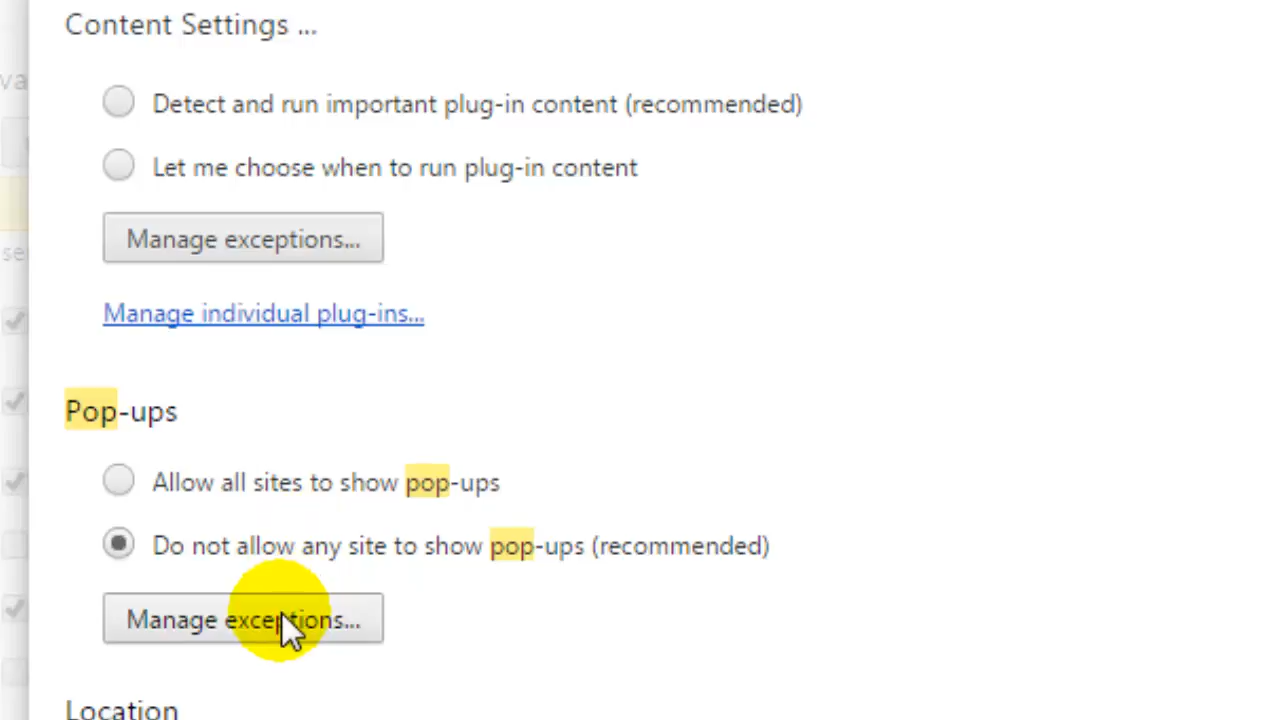 Content Settings ...
va
Detect and run important plug-in content (recommended)
Let me choose when to run plug-in content
Manage exceptions...
se
Manage individual plug-ins...
Pop-ups
Allow all sites to show pop-ups
Do not allow any site to show pop-ups (recommended)
Manage exceptions...
Location